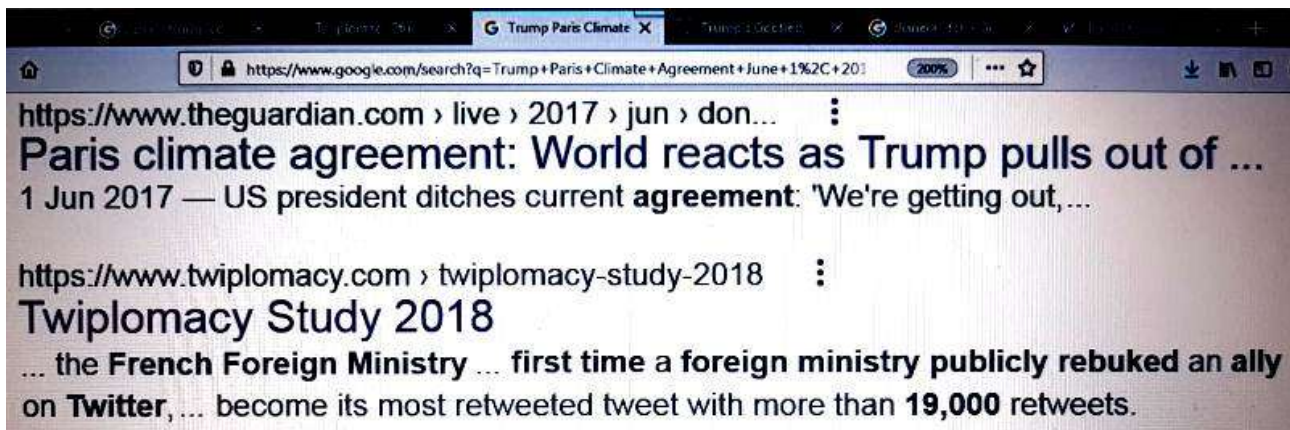 Trump Paris Climate
https://www.google.com/search?q=Trump+Paris+Climate+Agreement+June+1%2C+201
200%
https://www.theguardian.com › live › 2017 › jun › don...
Paris climate agreement: World reacts as Trump pulls out of ...
1 Jun 2017 — US president ditches current agreement: 'We're getting out,...
https://www.twiplomacy.com › twiplomacy-study-2018
Twiplomacy Study 2018
... the French Foreign Ministry ... first time a foreign ministry publicly rebuked an ally
on Twitter,... become its most retweeted tweet with more than 19,000 retweets.